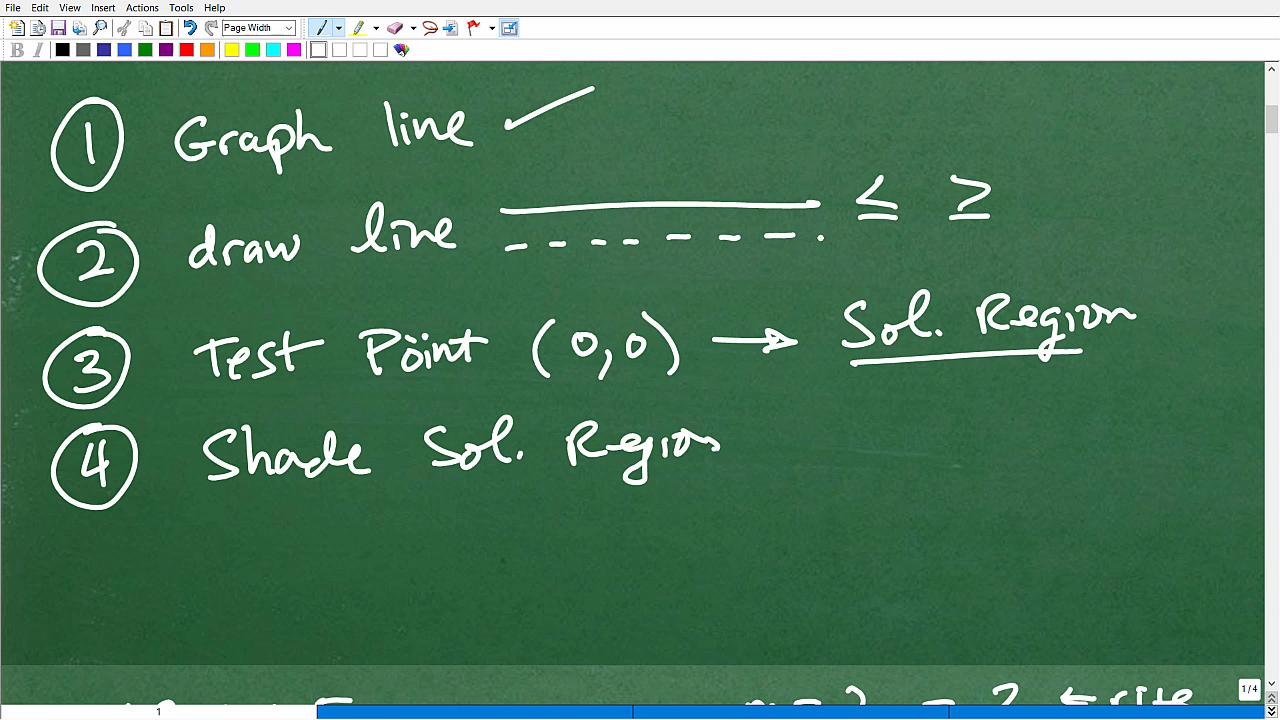 File Edit View Insert Actions Tools Help
Page Width
B I
1 Graph line
2 draw line ≤ ≥
3 Test Point (0,0) → Sol. Region
4 Shade Sol. Region
1/4
1